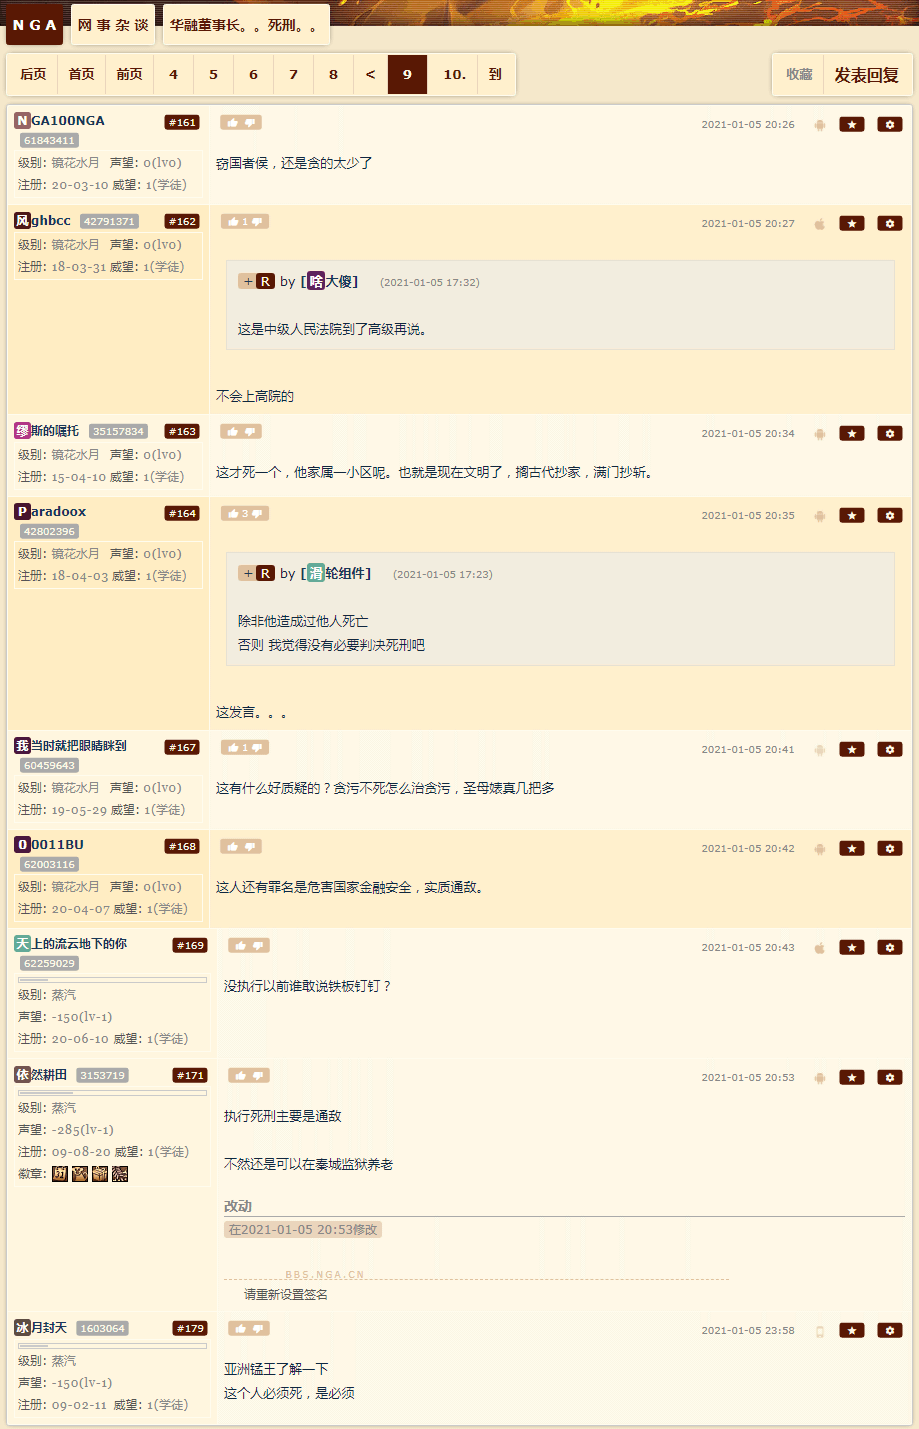 N G A 网 事 杂 谈 华融董事长。。死刑。。
后页 首页 前页 4 5 6 7 8 < 9 10. 到 收藏 发表回复
NGA100NGA #161 2021-01-05 20:26
61843411
级别: 镜花水月 声望: 0(lv0)
窃国者侯，还是贪的太少了
注册: 20-03-10 威望: 1(学徒)
风ghbcc 42791371 #162 1 2021-01-05 20:27
级别: 镜花水月 声望: 0(lv0)
注册: 18-03-31 威望: 1(学徒)
+ R by [啥大傻] (2021-01-05 17:32)
这是中级人民法院到了高级再说。
不会上高院的
缪斯的嘱托 35157834 #163 2021-01-05 20:34
级别: 镜花水月 声望: 0(lv0)
注册: 15-04-10 威望: 1(学徒)
这才死一个，他家属一小区呢。也就是现在文明了，搁古代抄家，满门抄斩。
Paradoox #164 3 2021-01-05 20:35
42802396
级别: 镜花水月 声望: 0(lv0)
注册: 18-04-03 威望: 1(学徒)
+ R by [滑轮组件] (2021-01-05 17:23)
除非他造成过他人死亡
否则 我觉得没有必要判决死刑吧
这发言。。。
我当时就把眼睛眯到 #167 1 2021-01-05 20:41
60459643
级别: 镜花水月 声望: 0(lv0)
注册: 19-05-29 威望: 1(学徒)
这有什么好质疑的？贪污不死怎么治贪污，圣母婊真几把多
00011BU #168 2021-01-05 20:42
62003116
级别: 镜花水月 声望: 0(lv0)
注册: 20-04-07 威望: 1(学徒)
这人还有罪名是危害国家金融安全，实质通敌。
天上的流云地下的你 #169 2021-01-05 20:43
62259029
级别: 蒸汽
声望: -150(lv-1)
注册: 20-06-10 威望: 1(学徒)
没执行以前谁敢说铁板钉钉？
依然耕田 3153719 #171 2021-01-05 20:53
级别: 蒸汽
声望: -285(lv-1)
注册: 09-08-20 威望: 1(学徒)
徽章:
执行死刑主要是通敌
不然还是可以在秦城监狱养老
改动
在2021-01-05 20:53修改
BBS.NGA.CN
请重新设置签名
冰月封天 1603064 #179 2021-01-05 23:58
级别: 蒸汽
声望: -150(lv-1)
注册: 09-02-11 威望: 1(学徒)
亚洲锰王了解一下
这个人必须死，是必须